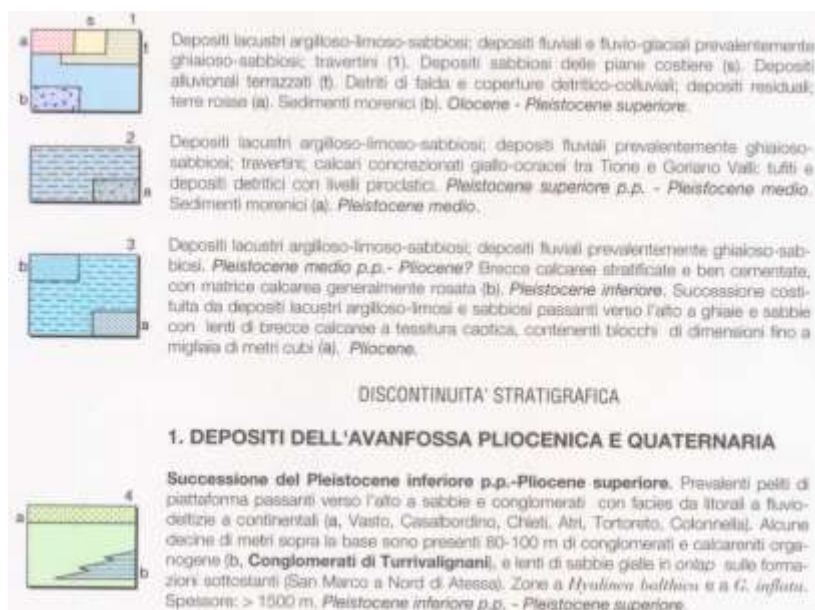 s 1
a
Depositi lacustri argilloso-limoso-sabbiosi; depositi fluviali e fluvio-glaciali prevalentemente
ghiaioso-sabbiosi; travertini (1). Depositi sabbiosi delle piane costiere (s). Depositi
t
alluvionali terrazzati (t). Detriti di falda e coperture detritico-colluviali; depositi residuali;
b
terre rosse (a). Sedimenti morenici (b). Olocene - Pleistocene superiore.
2
Depositi lacustri argilloso-limoso-sabbiosi; depositi fluviali prevalentemente ghiaioso-
sabbiosi; travertini; calcari concrezionati giallo-ocracei tra Tione e Goriano Valli; tufiti e
a
depositi detritici con livelli piroclatici. Pleistocene superiore p.p. - Pleistocene medio.
Sedimenti morenici (a). Pleistocene medio.
3
Depositi lacustri argilloso-limoso-sabbiosi; depositi fluviali prevalentemente ghiaioso-sab-
b
biosi. Pleistocene medio p.p.- Pliocene? Brecce calcaree stratificate e ben cementate,
con matrice calcarea generalmente rosata (b). Pleistocene inferiore. Successione costi-
tuita da depositi lacustri argilloso-limosi e sabbiosi passanti verso l'alto a ghiaie e sabbie
a
con lenti di brecce calcaree a tessitura caotica, contenenti blocchi di dimensioni fino a
migliaia di metri cubi (a). Pliocene.
DISCONTINUITA' STRATIGRAFICA
1. DEPOSITI DELL'AVANFOSSA PLIOCENICA E QUATERNARIA
4
Successione del Pleistocene inferiore p.p.-Pliocene superiore. Prevalenti peliti di
a
piattaforma passanti verso l'alto a sabbie e conglomerati con facies da litorali a fluvio-
deltizie a continentali (a, Vasto, Casalbordino, Chieti, Atri, Tortoreto, Colonnella). Alcune
decine di metri sopra la base sono presenti 80-100 m di conglomerati e calcareniti orga-
b
nogene (b, Conglomerati di Turrivalignani), e lenti di sabbie gialle in onlap sulle forma-
zioni sottostanti (San Marco a Nord di Atessa). Zone a Hyalinea balthica e a G. inflata.
Spessore: > 1500 m. Pleistocene inferiore p.p. - Pleistocene superiore